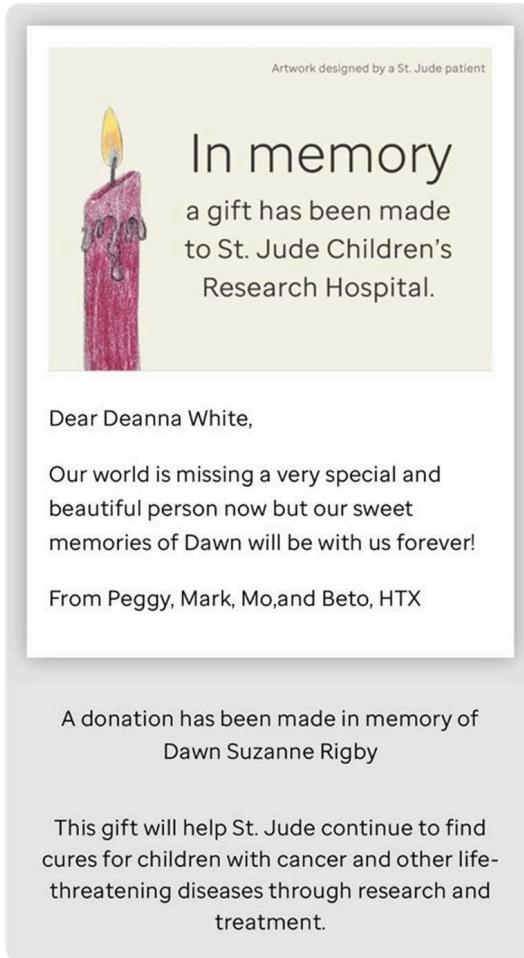 Artwork designed by a St. Jude patient
In memory
a gift has been made
to St. Jude Children's
Research Hospital.
Dear Deanna White,
Our world is missing a very special and
beautiful person now but our sweet
memories of Dawn will be with us forever!
From Peggy, Mark, Mo,and Beto, HTX
A donation has been made in memory of
Dawn Suzanne Rigby
This gift will help St. Jude continue to find
cures for children with cancer and other life-
threatening diseases through research and
treatment.